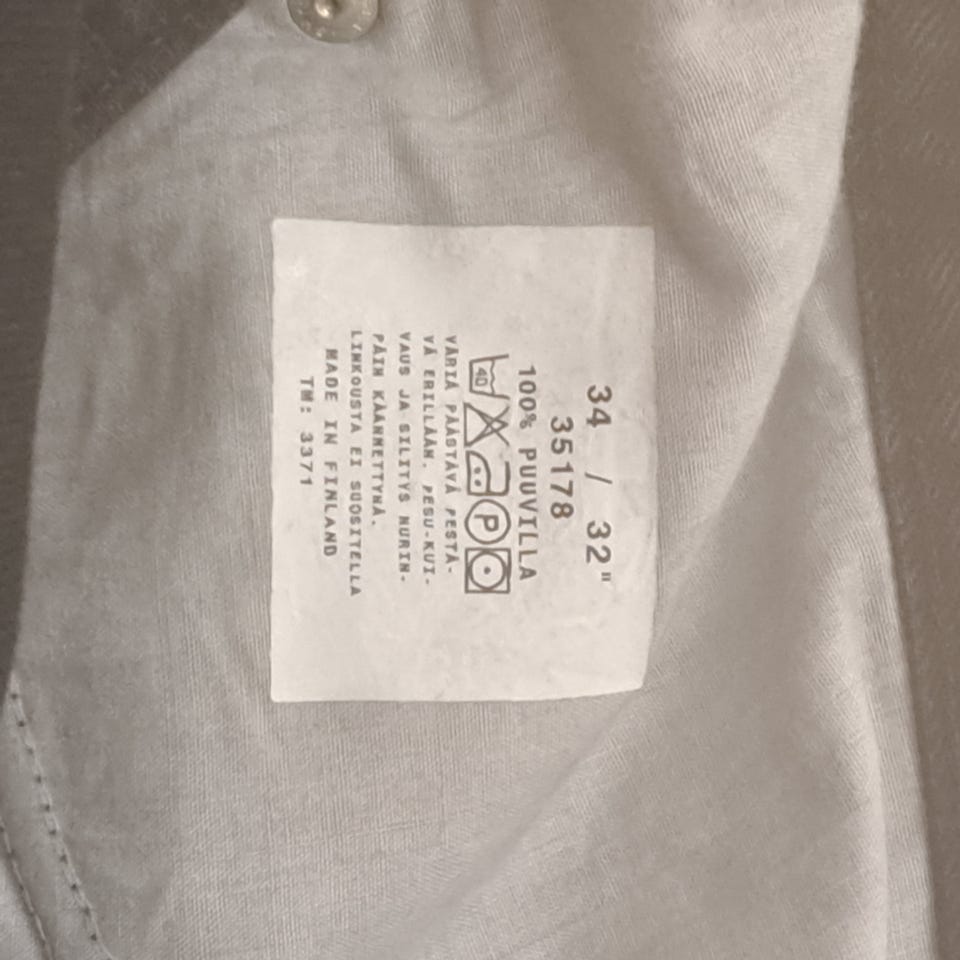 34 / 32"
35178
100% PUUVILLA
40 P
VÄRIÄ PÄÄSTÄVÄ PESTÄ-
VÄ ERILLÄÄN. PESU-KUI-
VAUS JA SILITYS NURIN-
PÄIN KÄÄNNETTYNÄ.
LINKOUSTA EI SUOSITELLA
MADE IN FINLAND
TM: 3371